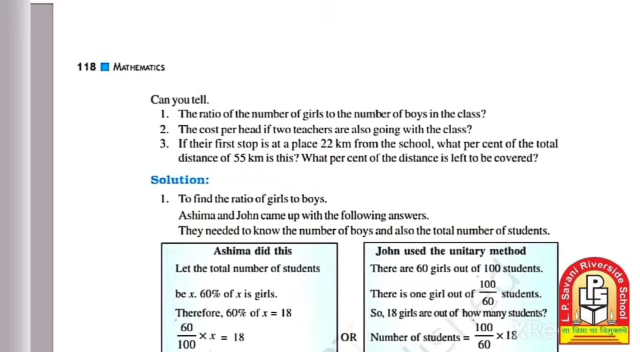 118 MATHEMATICS
Can you tell.
1. The ratio of the number of girls to the number of boys in the class?
2. The cost per head if two teachers are also going with the class?
3. If their first stop is at a place 22 km from the school, what per cent of the total
distance of 55 km is this? What per cent of the distance is left to be covered?
Solution:
1. To find the ratio of girls to boys.
Ashima and John came up with the following answers.
They needed to know the number of boys and also the total number of students.
Ashima did this
Let the total number of students
be x. 60% of x is girls.
Therefore, 60% of x = 18
60/100 × x = 18
OR
John used the unitary method
There are 60 girls out of 100 students.
There is one girl out of 100/60 students.
So, 18 girls are out of how many students?
Number of students = 100/60 × 18
L. P. Savani Riverside School
LPS
सा विद्या या विमुक्तये